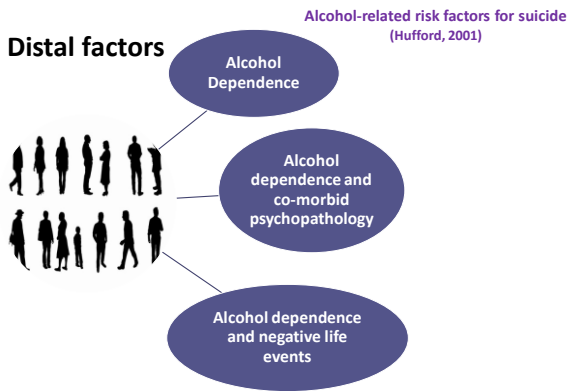 Alcohol-related risk factors for suicide
(Hufford, 2001)
Distal factors
Alcohol
Dependence
Alcohol
dependence and
co-morbid
psychopathology
Alcohol dependence
and negative life
events